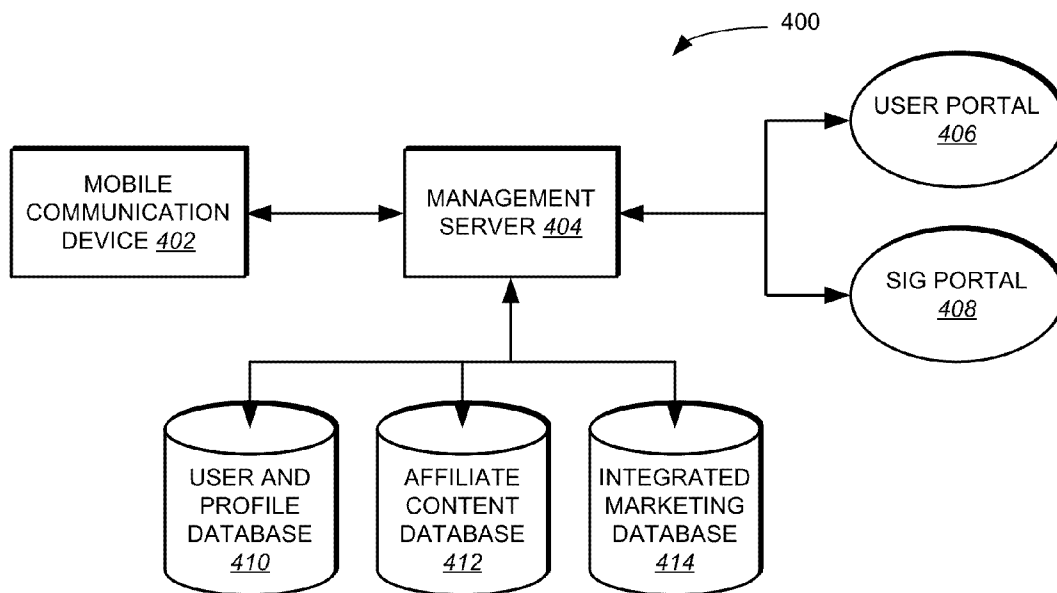 400
USER PORTAL
406
MOBILE
COMMUNICATION
DEVICE 402
MANAGEMENT
SERVER 404
SIG PORTAL
408
USER AND
PROFILE
DATABASE
410
AFFILIATE
CONTENT
DATABASE
412
INTEGRATED
MARKETING
DATABASE
414